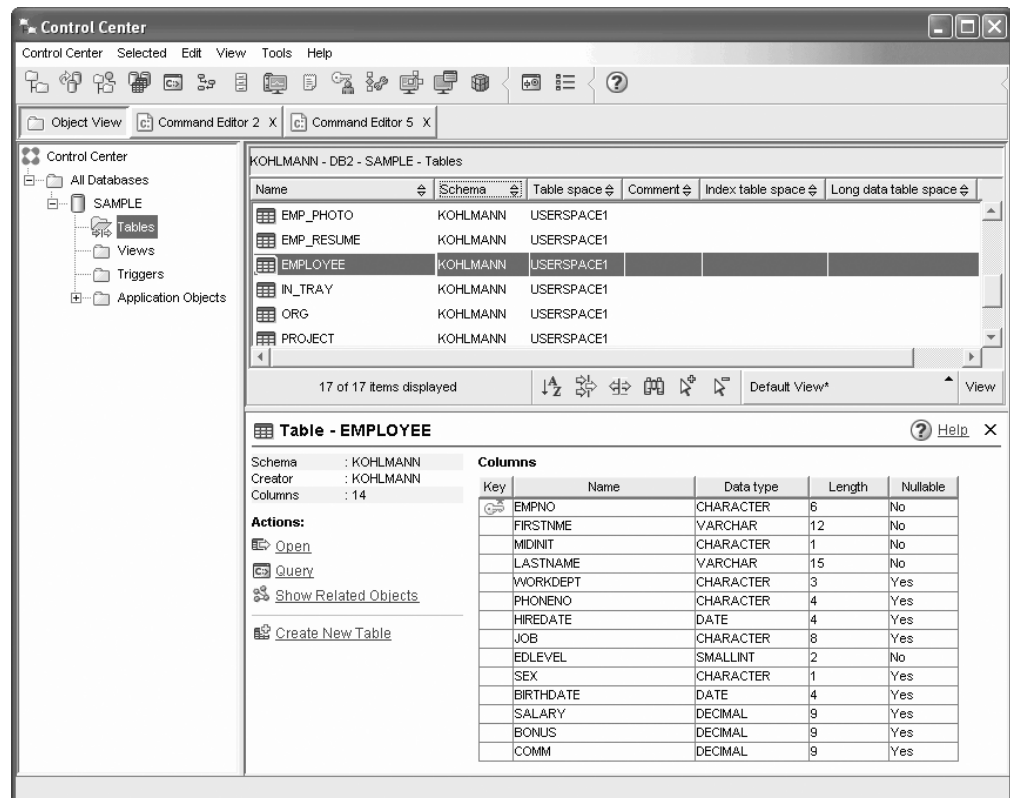 Control Center
Control Center Selected Edit View Tools Help
Object View Command Editor 2 X Command Editor 5 X
Control Center
All Databases
SAMPLE
Tables
Views
Triggers
Application Objects
KOHLMANN - DB2 - SAMPLE - Tables
Name Schema Table space Comment Index table space Long data table space
EMP_PHOTO KOHLMANN USERSPACE1
EMP_RESUME KOHLMANN USERSPACE1
EMPLOYEE KOHLMANN USERSPACE1
IN_TRAY KOHLMANN USERSPACE1
ORG KOHLMANN USERSPACE1
PROJECT KOHLMANN USERSPACE1
17 of 17 items displayed Default View* View
Table - EMPLOYEE Help X
Schema : KOHLMANN
Creator : KOHLMANN
Columns : 14
Actions:
Open
Query
Show Related Objects
Create New Table
Columns
Key Name Data type Length Nullable
EMPNO CHARACTER 6 No
FIRSTNME VARCHAR 12 No
MIDINIT CHARACTER 1 No
LASTNAME VARCHAR 15 No
WORKDEPT CHARACTER 3 Yes
PHONENO CHARACTER 4 Yes
HIREDATE DATE 4 Yes
JOB CHARACTER 8 Yes
EDLEVEL SMALLINT 2 No
SEX CHARACTER 1 Yes
BIRTHDATE DATE 4 Yes
SALARY DECIMAL 9 Yes
BONUS DECIMAL 9 Yes
COMM DECIMAL 9 Yes